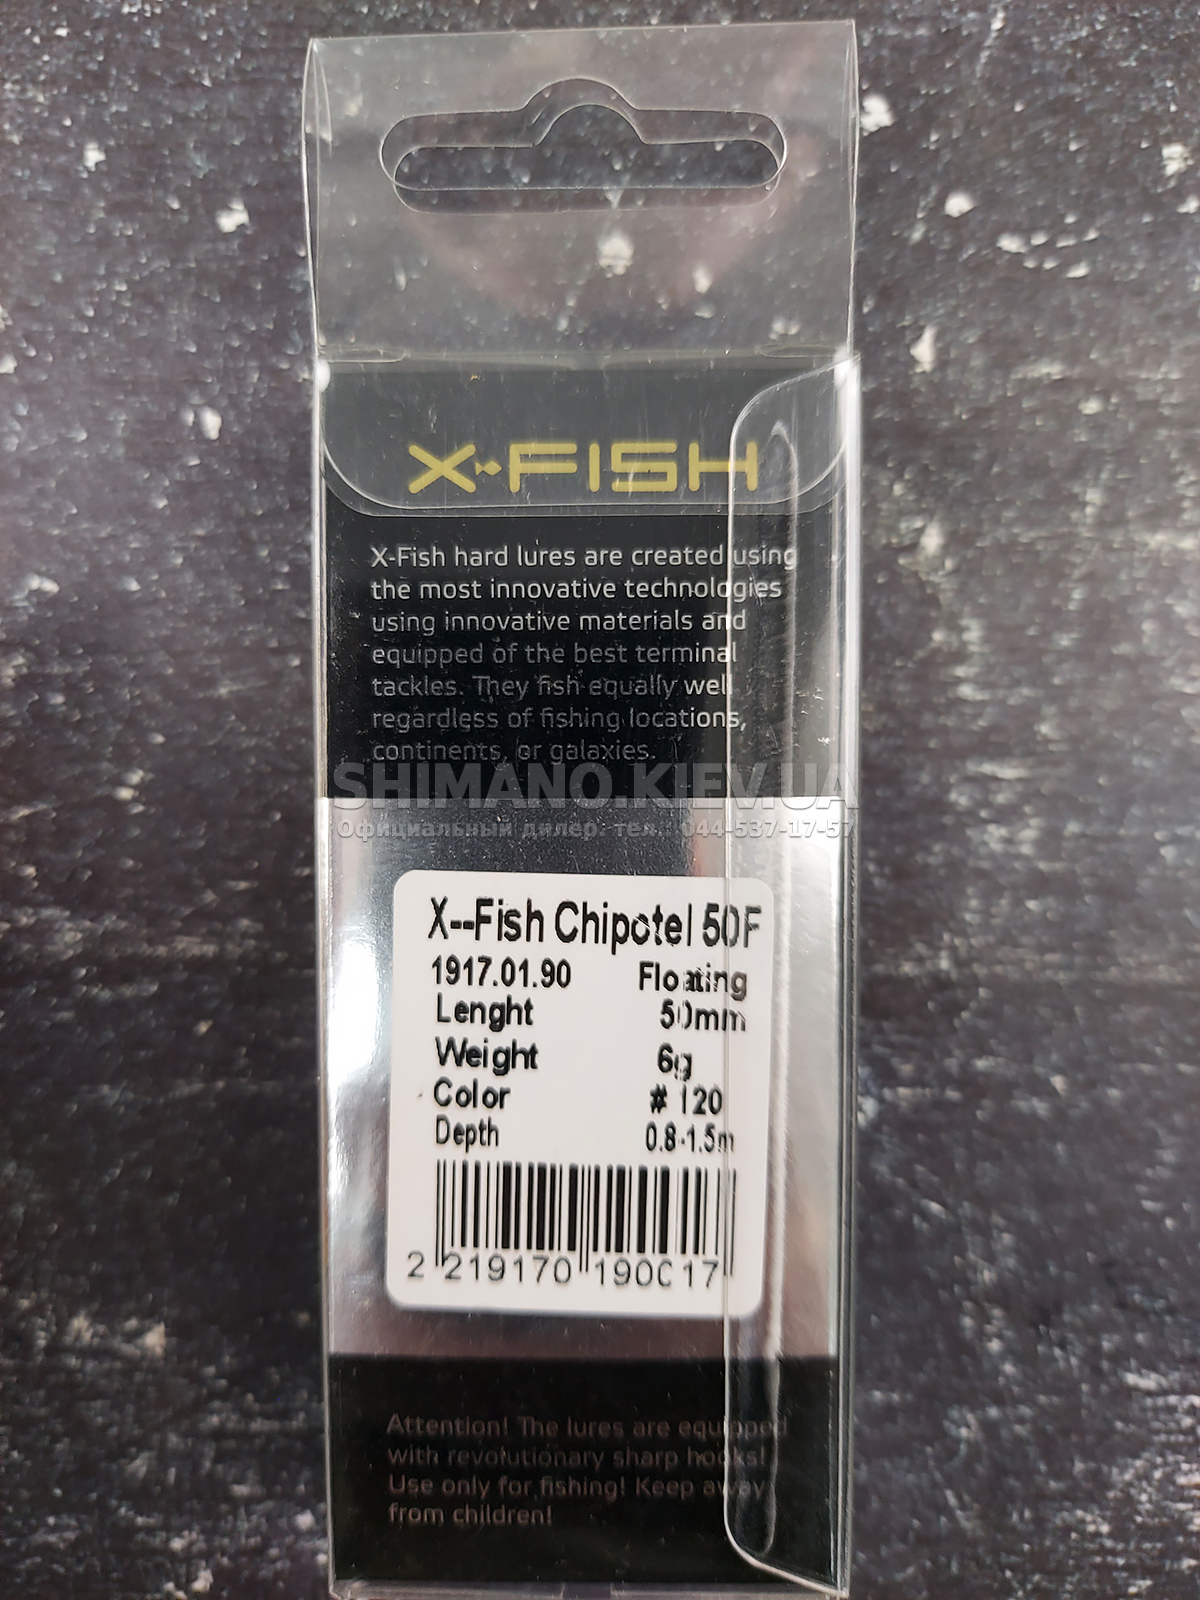 X-FISH
X-Fish hard lures are created using
the most innovative technologies
using innovative materials and
equipped of the best terminal
tackles. They fish equally well
regardless of fishing locations,
continents, or galaxies.
SHIMANO.KIEV.UA
Официальный дилер: тел.: 044-537-17-57
X--Fish Chipotel 50F
1917.01.90 Floating
Lenght 50mm
Weight 6g
Color # 120
Depth 0.8-1.5m
2 219170 190017
Attention! The lures are equipped
with revolutionary sharp hooks!
Use only for fishing! Keep away
from children!